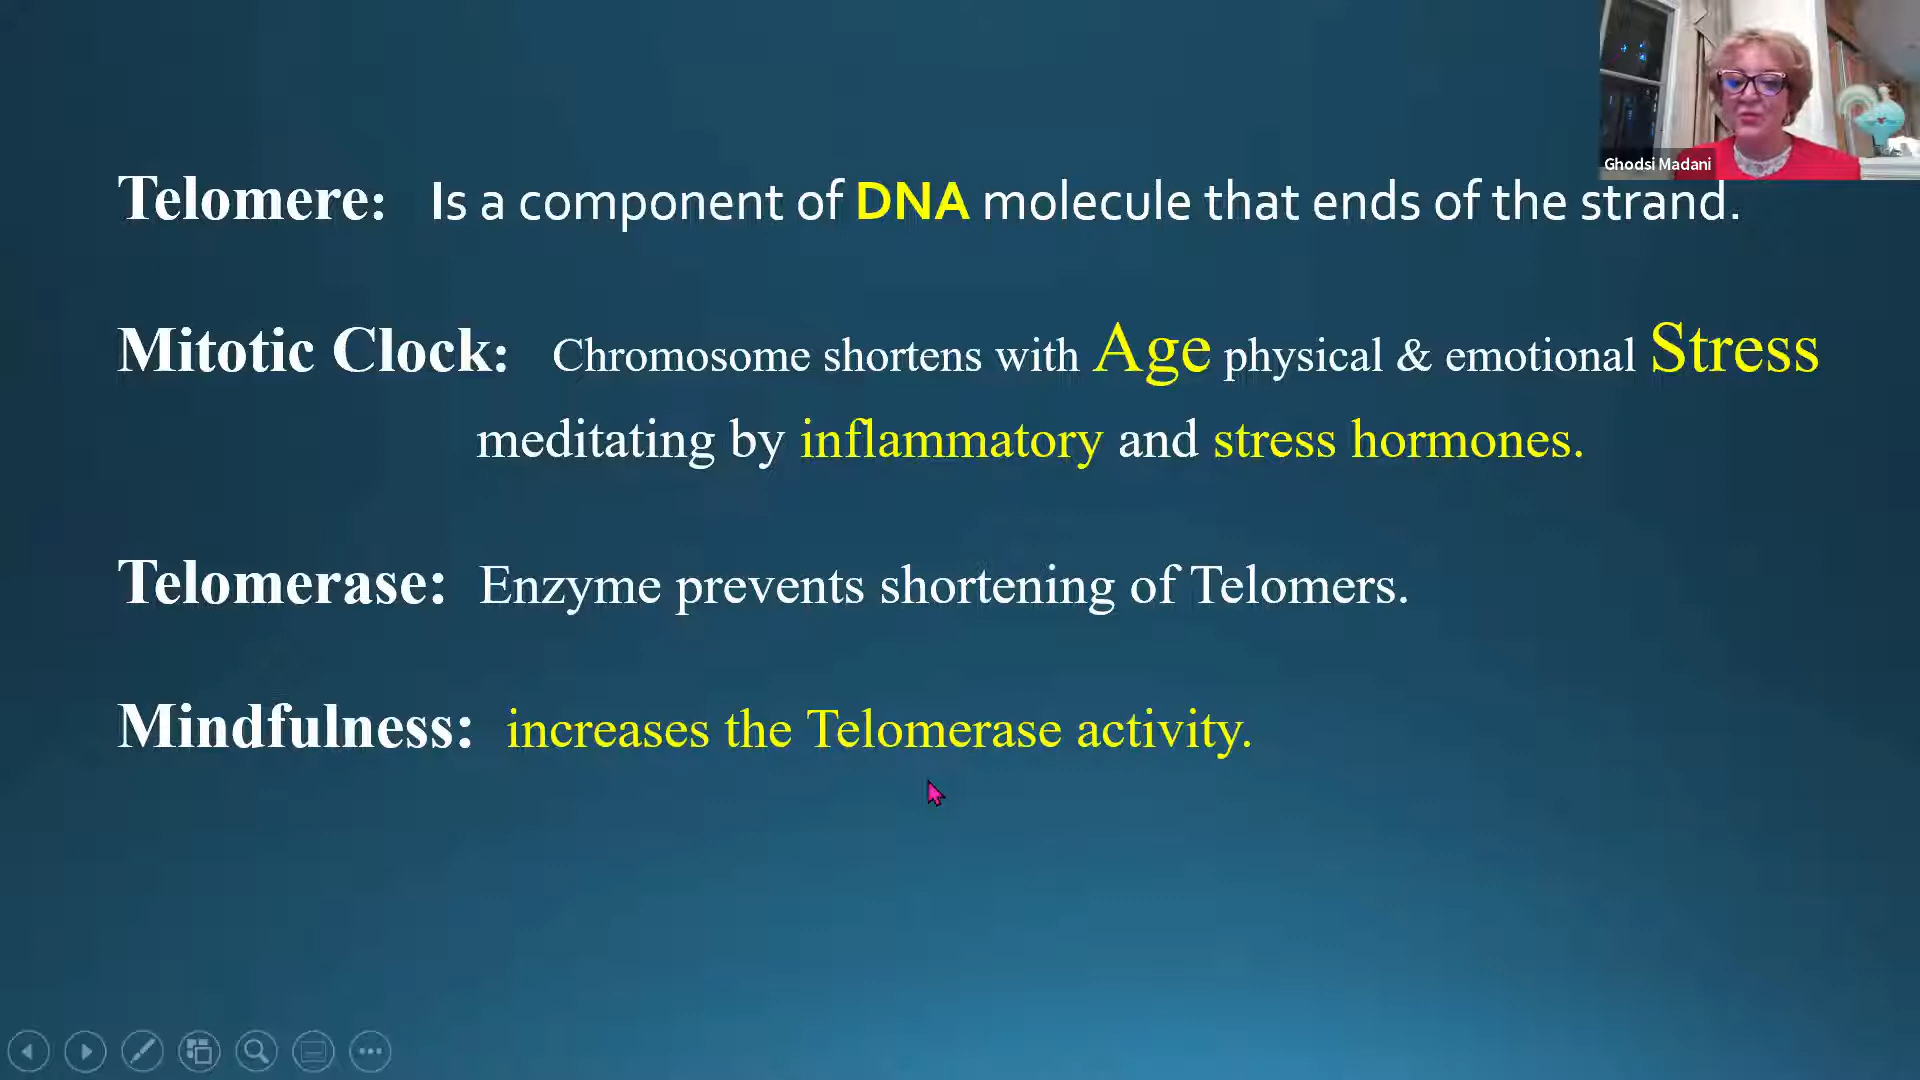 Ghodsi Madani
Telomere: Is a component of DNA molecule that ends of the strand.
Mitotic Clock: Chromosome shortens with Age physical & emotional Stress
meditating by inflammatory and stress hormones.
Telomerase: Enzyme prevents shortening of Telomers.
Mindfulness: increases the Telomerase activity.